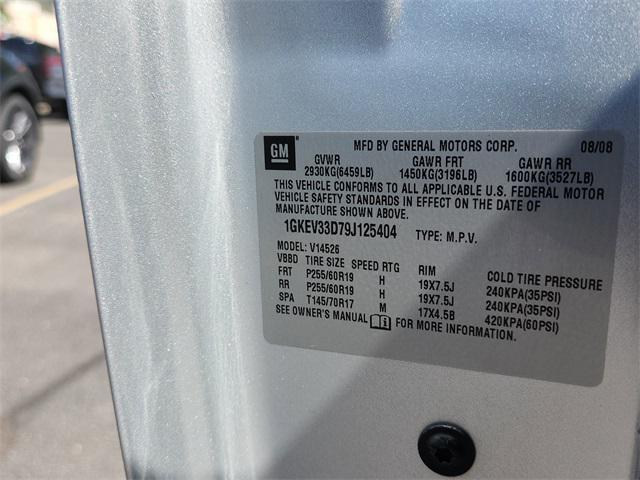 GM MFD BY GENERAL MOTORS CORP. 08/08
GVWR GAWR FRT GAWR RR
2930KG(6459LB) 1450KG(3196LB) 1600KG(3527LB)
THIS VEHICLE CONFORMS TO ALL APPLICABLE U.S. FEDERAL MOTOR
VEHICLE SAFETY STANDARDS IN EFFECT ON THE DATE OF
MANUFACTURE SHOWN ABOVE.
1GKEV33D79J125404 TYPE: M.P.V.
MODEL: V14526
VBBD TIRE SIZE SPEED RTG RIM COLD TIRE PRESSURE
FRT P255/60R19 H 19X7.5J 240KPA(35PSI)
RR P255/60R19 H 19X7.5J 240KPA(35PSI)
SPA T145/70R17 M 17X4.5B 420KPA(60PSI)
SEE OWNER'S MANUAL FOR MORE INFORMATION.